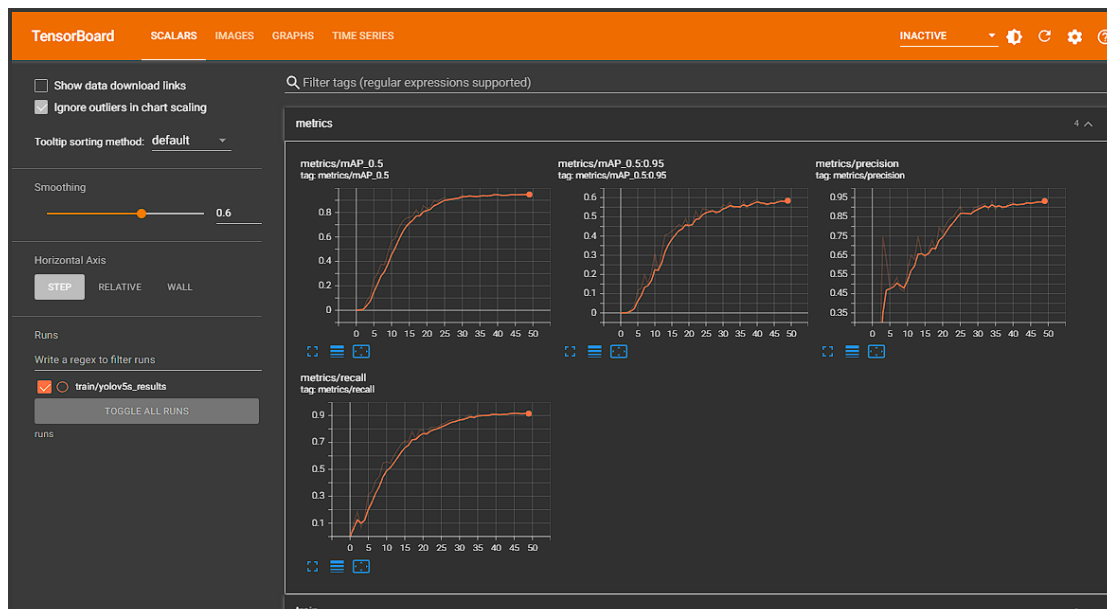 TensorBoard SCALARS IMAGES GRAPHS TIME SERIES INACTIVE
Show data download links
Ignore outliers in chart scaling
Tooltip sorting method: default
Smoothing
0.6
Horizontal Axis
STEP RELATIVE WALL
Runs
Write a regex to filter runs
train/yolov5s_results
TOGGLE ALL RUNS
runs
Filter tags (regular expressions supported)
metrics 4
metrics/mAP_0.5
tag: metrics/mAP_0.5
0.8
0.6
0.4
0.2
0
0 5 10 15 20 25 30 35 40 45 50
metrics/mAP_0.5:0.95
tag: metrics/mAP_0.5:0.95
0.6
0.5
0.4
0.3
0.2
0.1
0
0 5 10 15 20 25 30 35 40 45 50
metrics/precision
tag: metrics/precision
0.95
0.85
0.75
0.65
0.55
0.45
0.35
0 5 10 15 20 25 30 35 40 45 50
metrics/recall
tag: metrics/recall
0.9
0.7
0.5
0.3
0.1
0 5 10 15 20 25 30 35 40 45 50